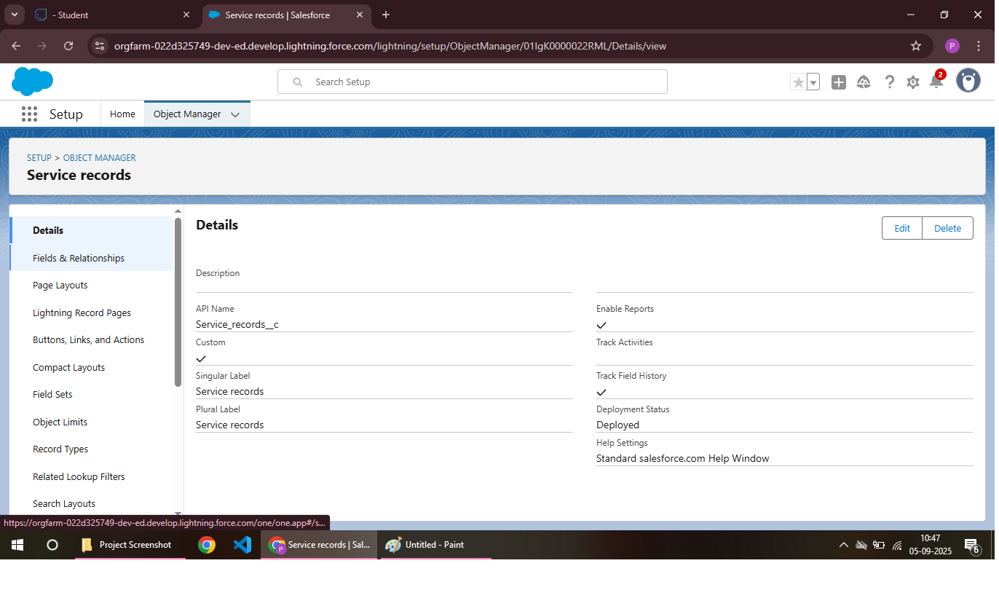 - Student
Service records | Salesforce
orgfarm-022d325749-dev-ed.develop.lightning.force.com/lightning/setup/ObjectManager/01IgK0000022RML/Details/view
P
Search Setup
2
Setup
Home
Object Manager
SETUP > OBJECT MANAGER
Service records
Details
Fields & Relationships
Page Layouts
Lightning Record Pages
Buttons, Links, and Actions
Compact Layouts
Field Sets
Object Limits
Record Types
Related Lookup Filters
Search Layouts
Details
Edit
Delete
Description
API Name
Service_records__c
Custom
Singular Label
Service records
Plural Label
Service records
Enable Reports
Track Activities
Track Field History
Deployment Status
Deployed
Help Settings
Standard salesforce.com Help Window
https://orgfarm-022d325749-dev-ed.develop.lightning.force.com/one/one.app#/s...
Project Screenshot
P
Service records | Sal...
Untitled - Paint
10:47
05-09-2025
6